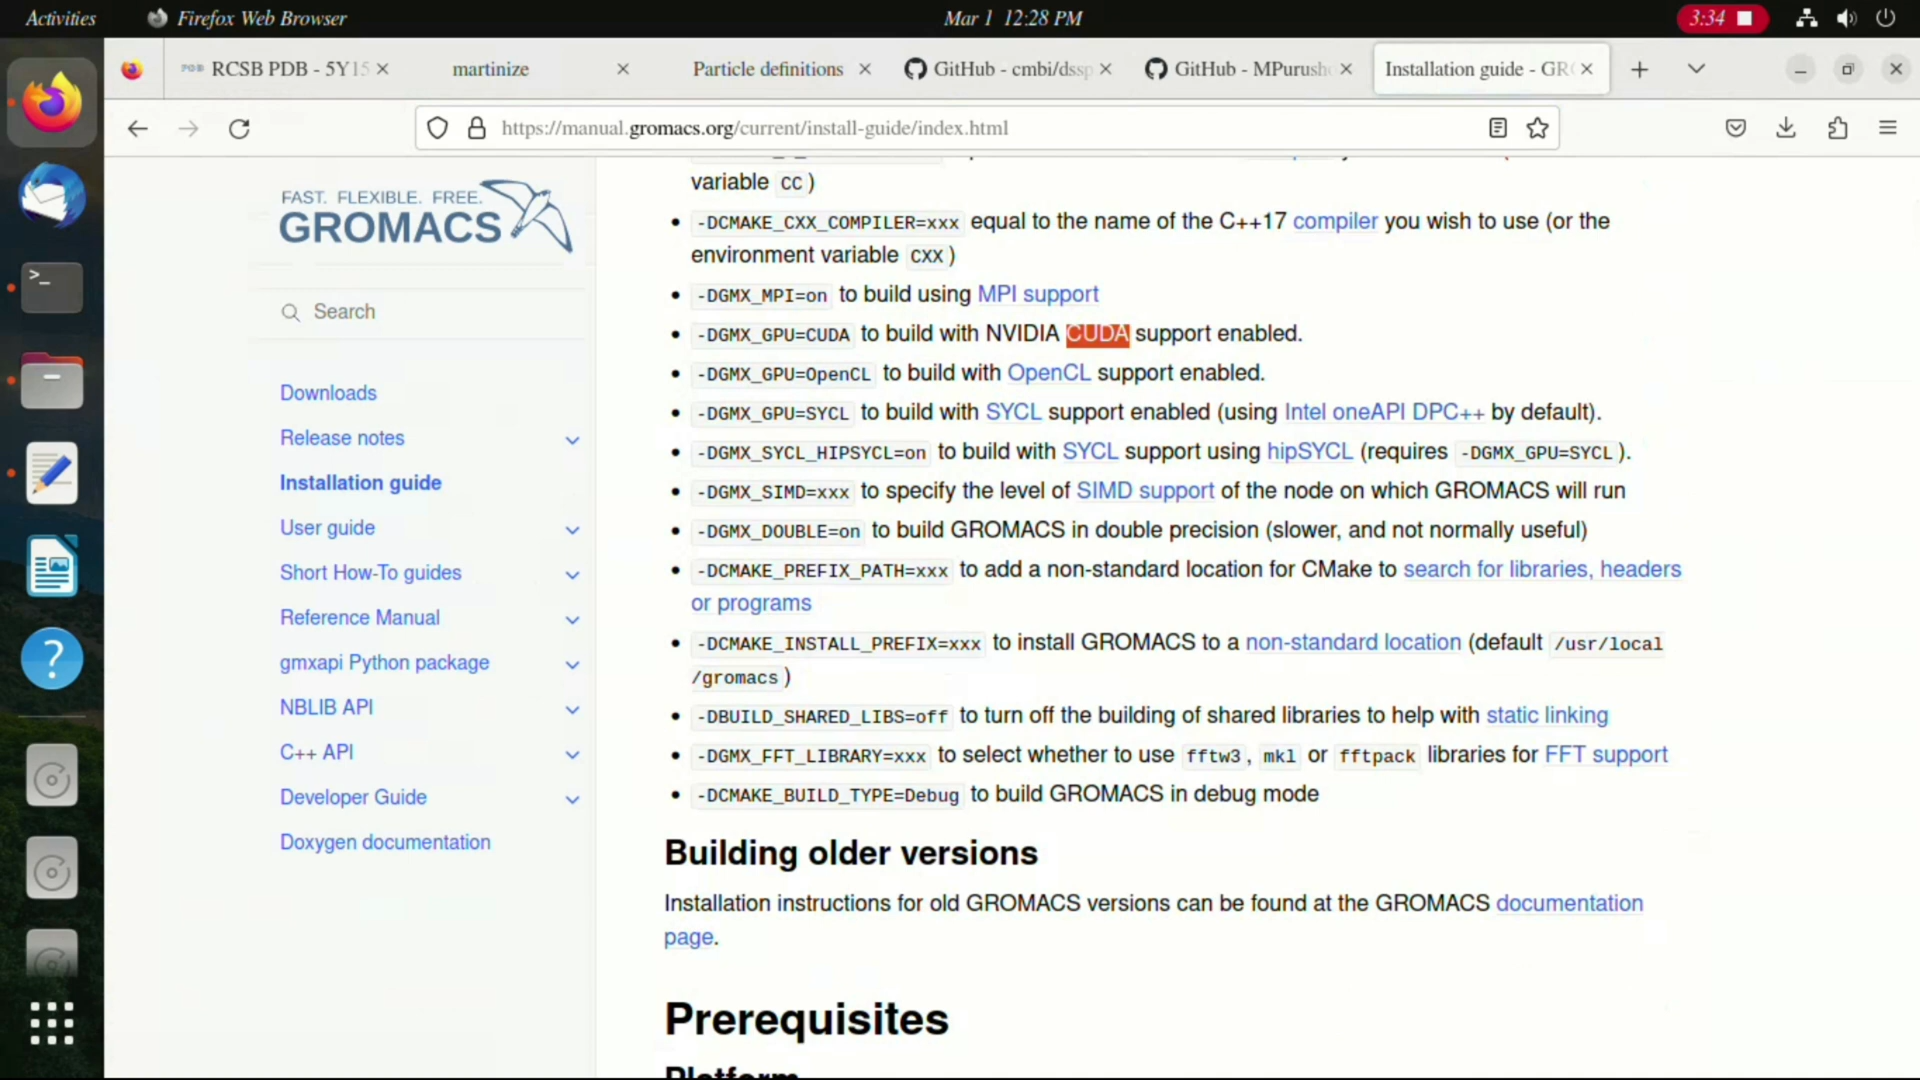 Activities
Firefox Web Browser
Mar 1 12:28 PM
3:34
RCSB PDB - 5Y15
martinize
Particle definitions
GitHub - cmbi/dssp
GitHub - MPurush
Installation guide - GR
https://manual.gromacs.org/current/install-guide/index.html
FAST. FLEXIBLE. FREE.
GROMACS
Search
Downloads
Release notes
Installation guide
User guide
Short How-To guides
Reference Manual
gmxapi Python package
NBLIB API
C++ API
Developer Guide
Doxygen documentation
variable CC )
-DCMAKE_CXX_COMPILER=xxx equal to the name of the C++17 compiler you wish to use (or the
environment variable CXX )
-DGMX_MPI=on to build using MPI support
-DGMX_GPU=CUDA to build with NVIDIA CUDA support enabled.
-DGMX_GPU=OpenCL to build with OpenCL support enabled.
-DGMX_GPU=SYCL to build with SYCL support enabled (using Intel oneAPI DPC++ by default).
-DGMX_SYCL_HIPSYCL=on to build with SYCL support using hipSYCL (requires -DGMX_GPU=SYCL ).
-DGMX_SIMD=xxx to specify the level of SIMD support of the node on which GROMACS will run
-DGMX_DOUBLE=on to build GROMACS in double precision (slower, and not normally useful)
-DCMAKE_PREFIX_PATH=xxx to add a non-standard location for CMake to search for libraries, headers
or programs
-DCMAKE_INSTALL_PREFIX=xxx to install GROMACS to a non-standard location (default /usr/local
/gromacs )
-DBUILD_SHARED_LIBS=off to turn off the building of shared libraries to help with static linking
-DGMX_FFT_LIBRARY=xxx to select whether to use fftw3 , mkl or fftpack libraries for FFT support
-DCMAKE_BUILD_TYPE=Debug to build GROMACS in debug mode
Building older versions
Installation instructions for old GROMACS versions can be found at the GROMACS documentation
page.
Prerequisites
Platform